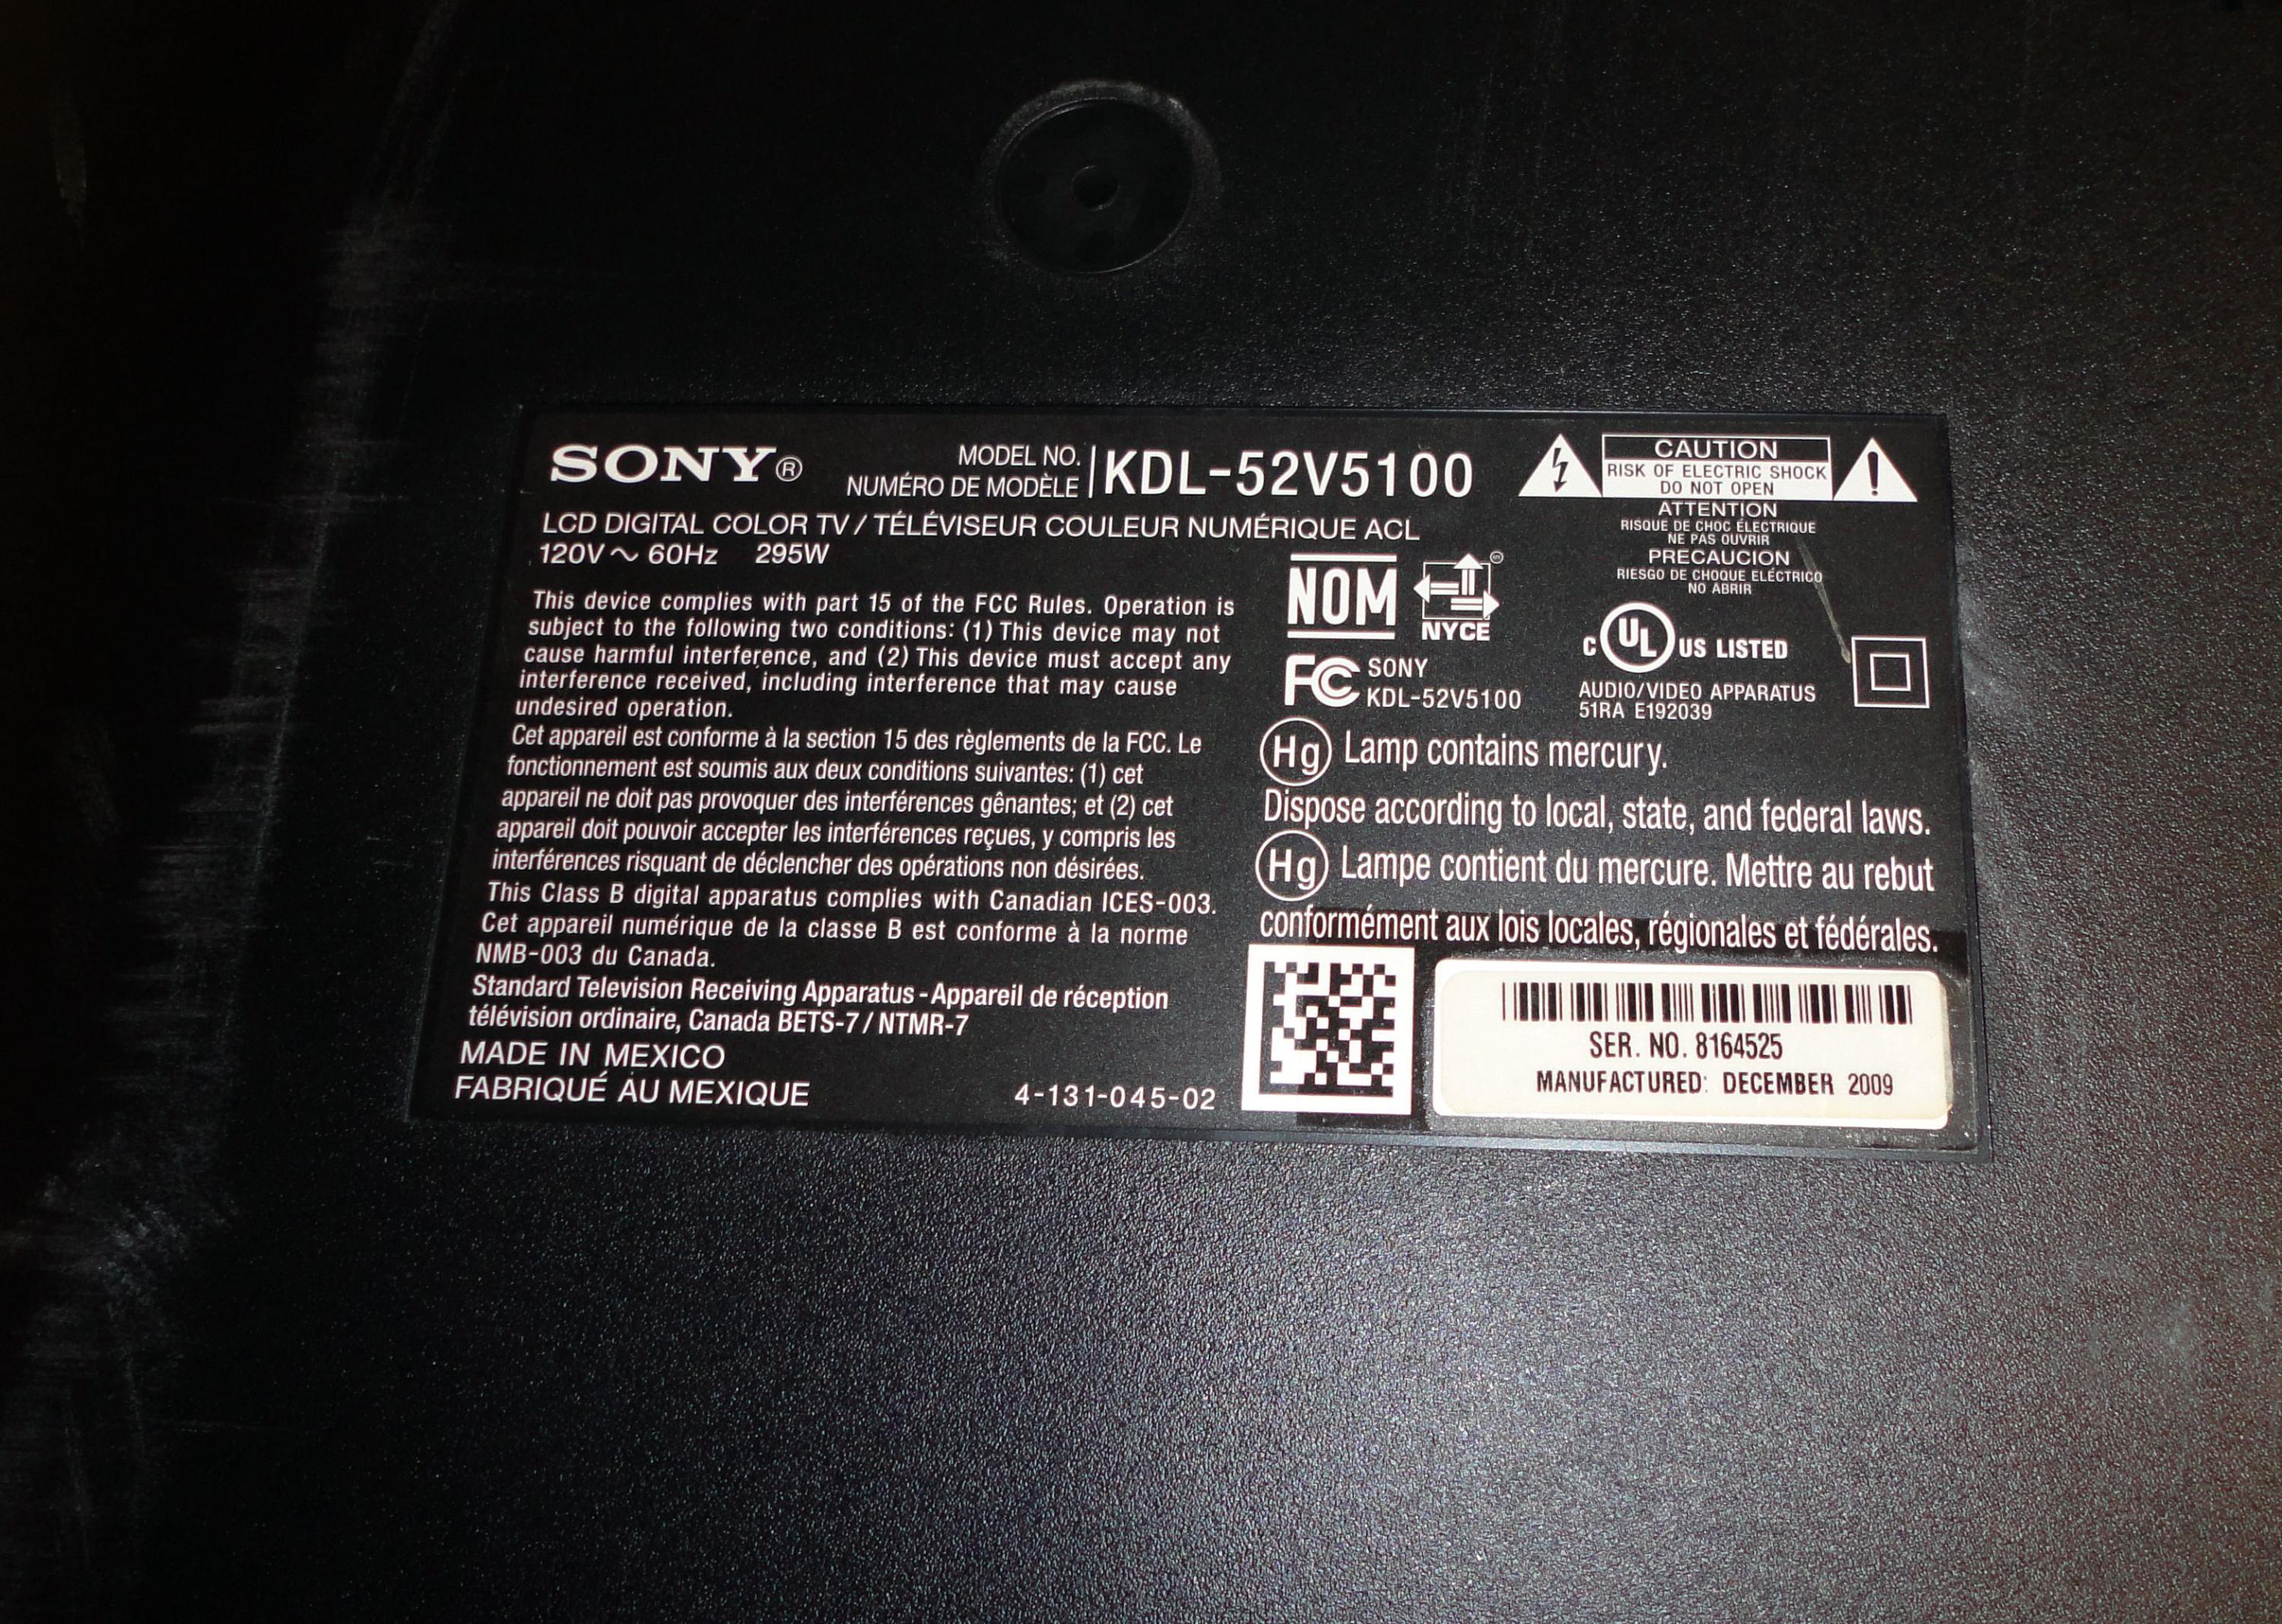 SONY®
MODEL NO.
NUMÉRO DE MODÈLE
KDL-52V5100
LCD DIGITAL COLOR TV / TÉLÉVISEUR COULEUR NUMÉRIQUE ACL
120V ~ 60Hz 295W
This device complies with part 15 of the FCC Rules. Operation is
subject to the following two conditions: (1) This device may not
cause harmful interference, and (2) This device must accept any
interference received, including interference that may cause
undesired operation.
Cet appareil est conforme à la section 15 des règlements de la FCC. Le
fonctionnement est soumis aux deux conditions suivantes: (1) cet
appareil ne doit pas provoquer des interférences gênantes; et (2) cet
appareil doit pouvoir accepter les interférences reçues, y compris les
interférences risquant de déclencher des opérations non désirées.
This Class B digital apparatus complies with Canadian ICES-003.
Cet appareil numérique de la classe B est conforme à la norme
NMB-003 du Canada.
Standard Television Receiving Apparatus - Appareil de réception
télévision ordinaire, Canada BETS-7 / NTMR-7
MADE IN MEXICO
FABRIQUÉ AU MEXIQUE
4-131-045-02
CAUTION
RISK OF ELECTRIC SHOCK
DO NOT OPEN
ATTENTION
RISQUE DE CHOC ÉLECTRIQUE
NE PAS OUVRIR
PRECAUCION
RIESGO DE CHOQUE ELÉCTRICO
NO ABRIR
NOM
NYCE
FC SONY
KDL-52V5100
C UL US LISTED
AUDIO/VIDEO APPARATUS
51RA E192039
Hg Lamp contains mercury.
Dispose according to local, state, and federal laws.
Hg Lampe contient du mercure. Mettre au rebut
conformément aux lois locales, régionales et fédérales.
SER. NO. 8164525
MANUFACTURED: DECEMBER 2009